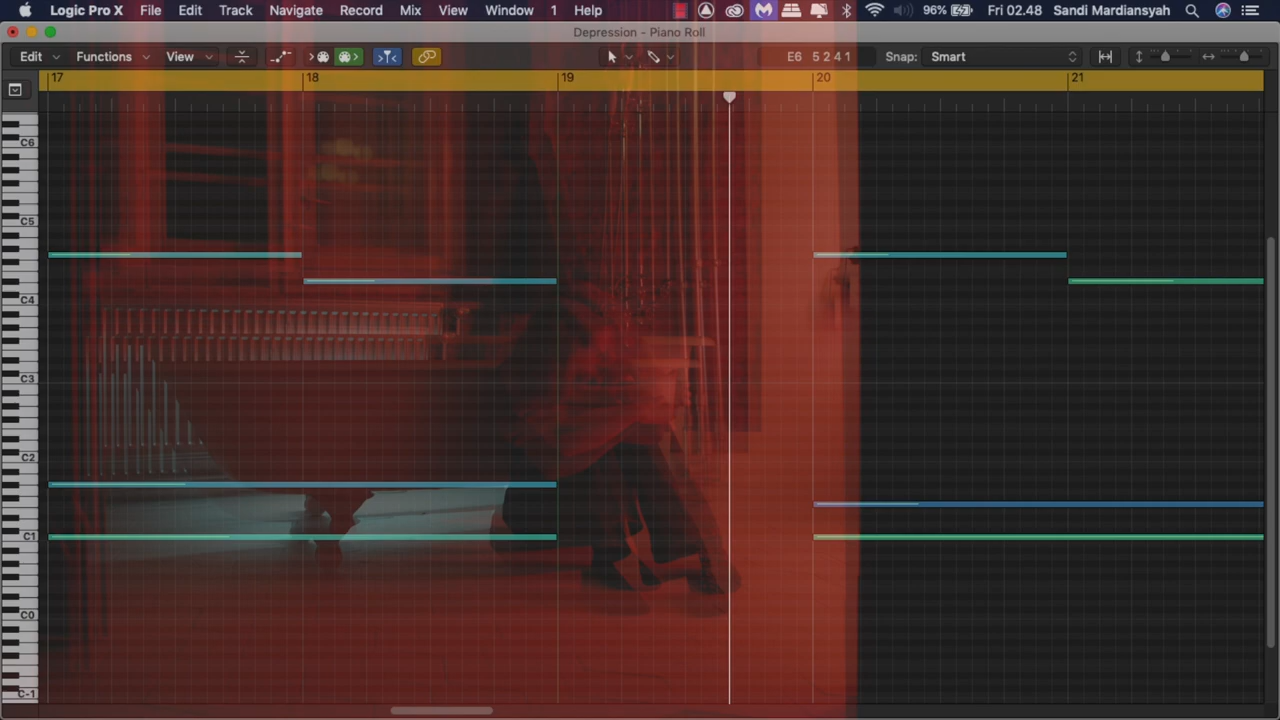 Logic Pro X File Edit Track Navigate Record Mix View Window 1 Help 96% Fri 02.48 Sandi Mardiansyah
Depression - Piano Roll
Edit Functions View E6 5 2 4 1 Snap: Smart
17 18 19 20 21
C6
C5
C4
C3
C2
C1
C0
C-1